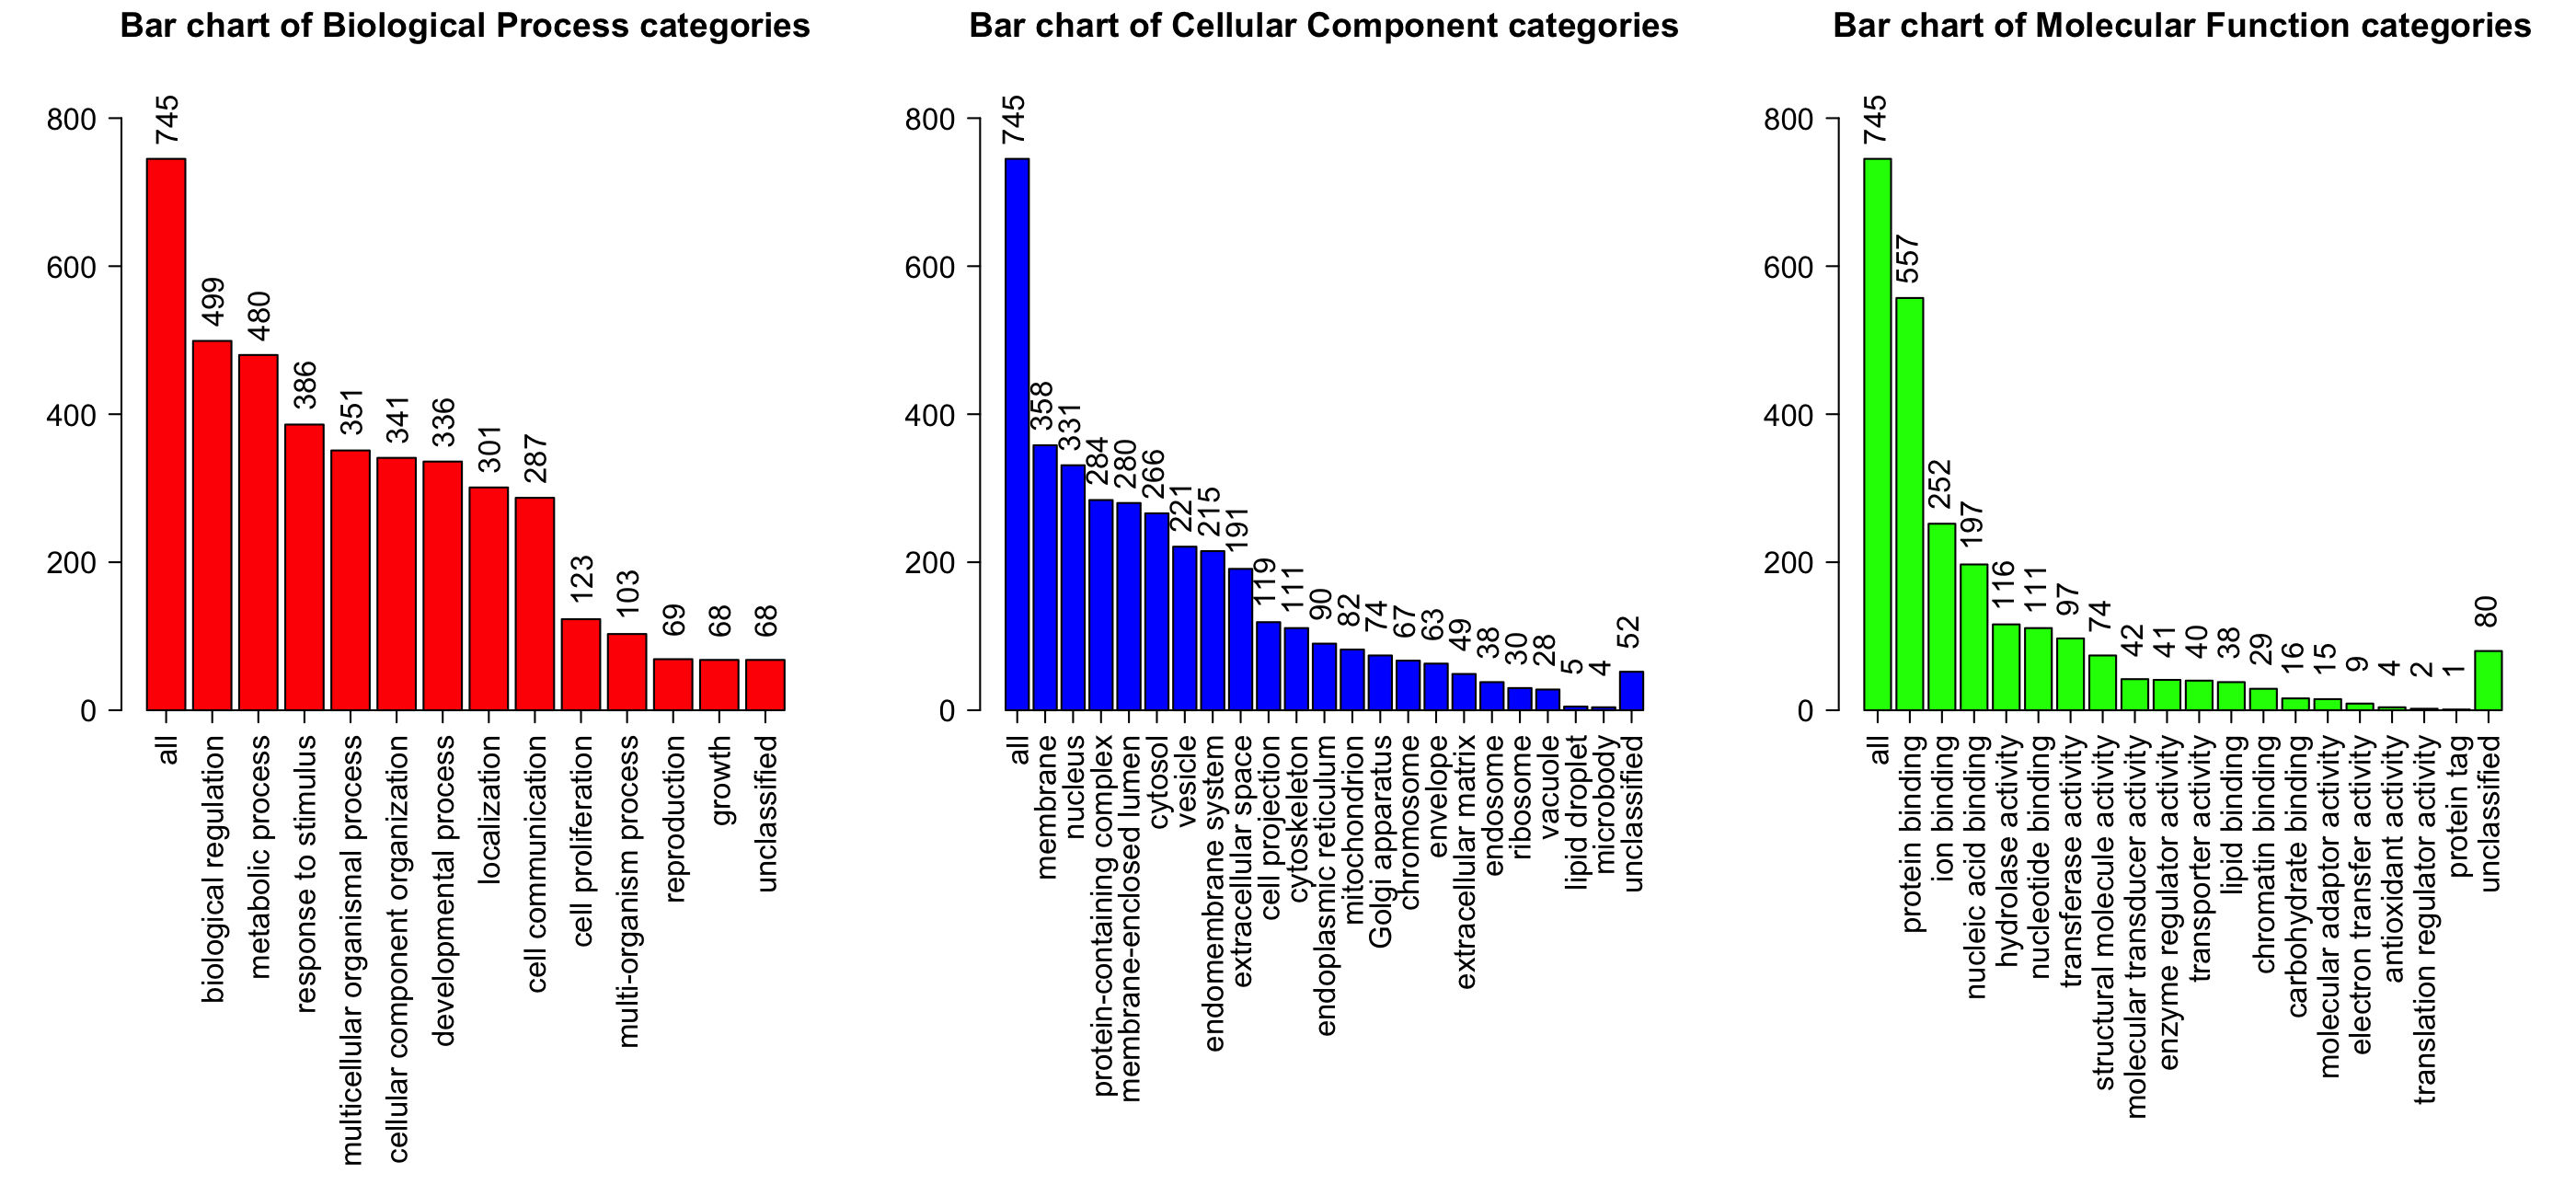 Bar chart of Biological Process categories
800
600
400
200
0
745
499
480
386
351
341
336
301
287
123
103
69
68
68
all
biological regulation
metabolic process
response to stimulus
multicellular organismal process
cellular component organization
developmental process
localization
cell communication
cell proliferation
multi-organism process
reproduction
growth
unclassified
Bar chart of Cellular Component categories
800
600
400
200
0
745
358
331
284
280
266
221
215
191
119
111
90
82
74
67
63
49
38
30
28
5
4
52
all
membrane
nucleus
protein-containing complex
membrane-enclosed lumen
cytosol
vesicle
endomembrane system
extracellular space
cell projection
cytoskeleton
endoplasmic reticulum
mitochondrion
Golgi apparatus
chromosome
envelope
extracellular matrix
endosome
ribosome
vacuole
lipid droplet
microbody
unclassified
Bar chart of Molecular Function categories
800
600
400
200
0
745
557
252
197
116
111
97
74
42
41
40
38
29
16
15
9
4
2
1
80
all
protein binding
ion binding
nucleic acid binding
hydrolase activity
nucleotide binding
transferase activity
structural molecule activity
molecular transducer activity
enzyme regulator activity
transporter activity
lipid binding
chromatin binding
carbohydrate binding
molecular adaptor activity
electron transfer activity
antioxidant activity
translation regulator activity
protein tag
unclassified